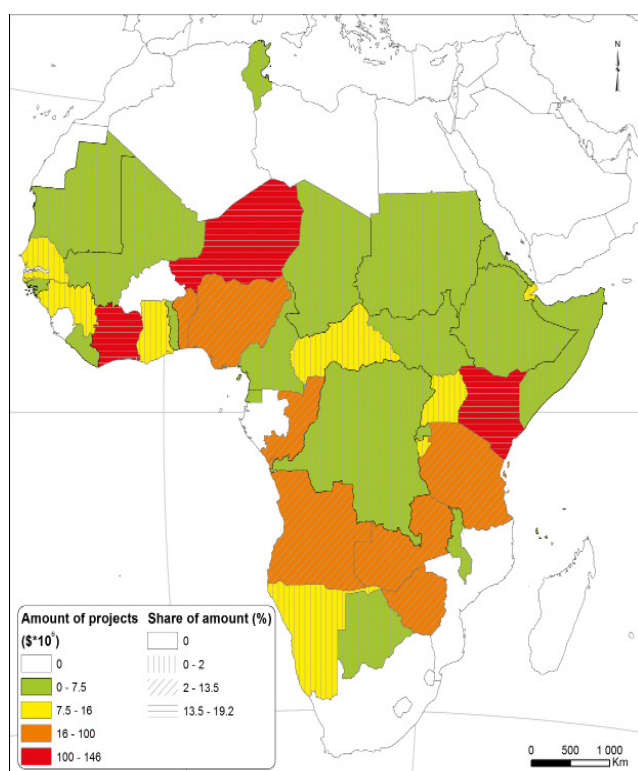 N
Amount of projects
($*10⁶)
0
0 - 7.5
7.5 - 16
16 - 100
100 - 146
Share of amount (%)
0
0 - 2
2 - 13.5
13.5 - 19.2
0 500 1 000
Km